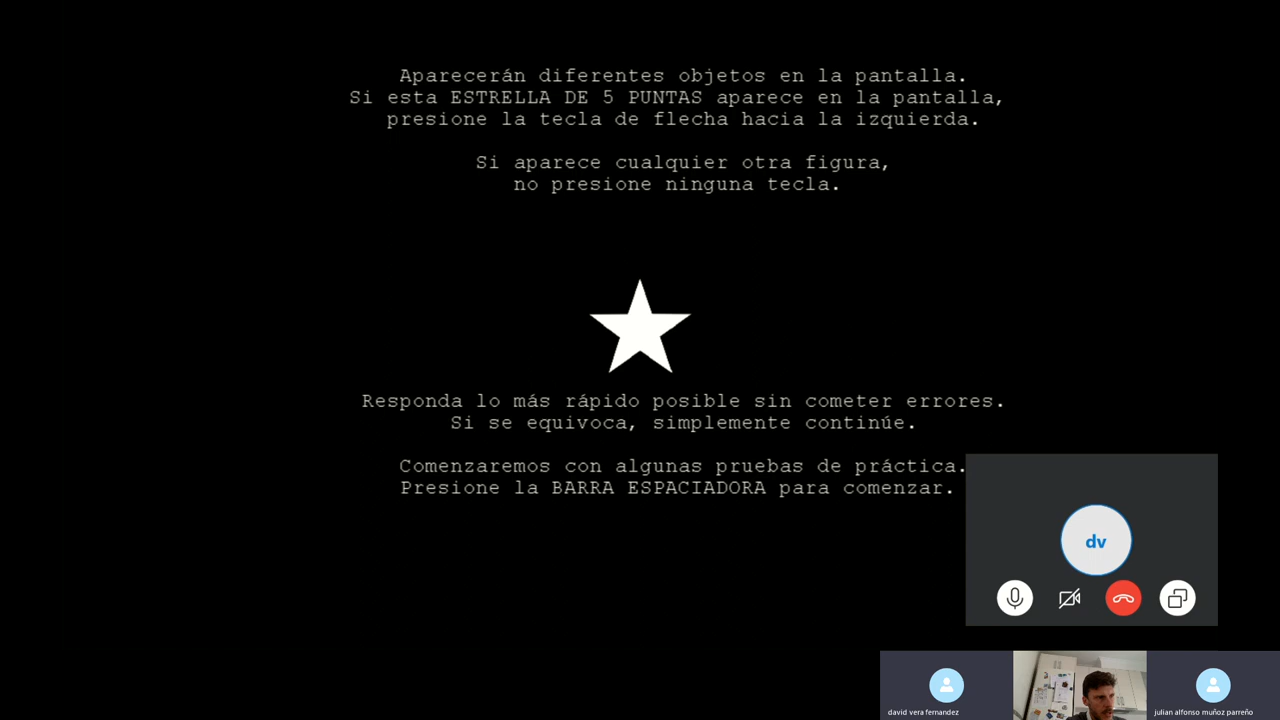 Aparecerán diferentes objetos en la pantalla.
Si esta ESTRELLA DE 5 PUNTAS aparece en la pantalla,
presione la tecla de flecha hacia la izquierda.
Si aparece cualquier otra figura,
no presione ninguna tecla.
Responda lo más rápido posible sin cometer errores.
Si se equivoca, simplemente continúe.
Comenzaremos con algunas pruebas de práctica.
Presione la BARRA ESPACIADORA para comenzar.
dv
david vera fernandez
julian alfonso muñoz parreño